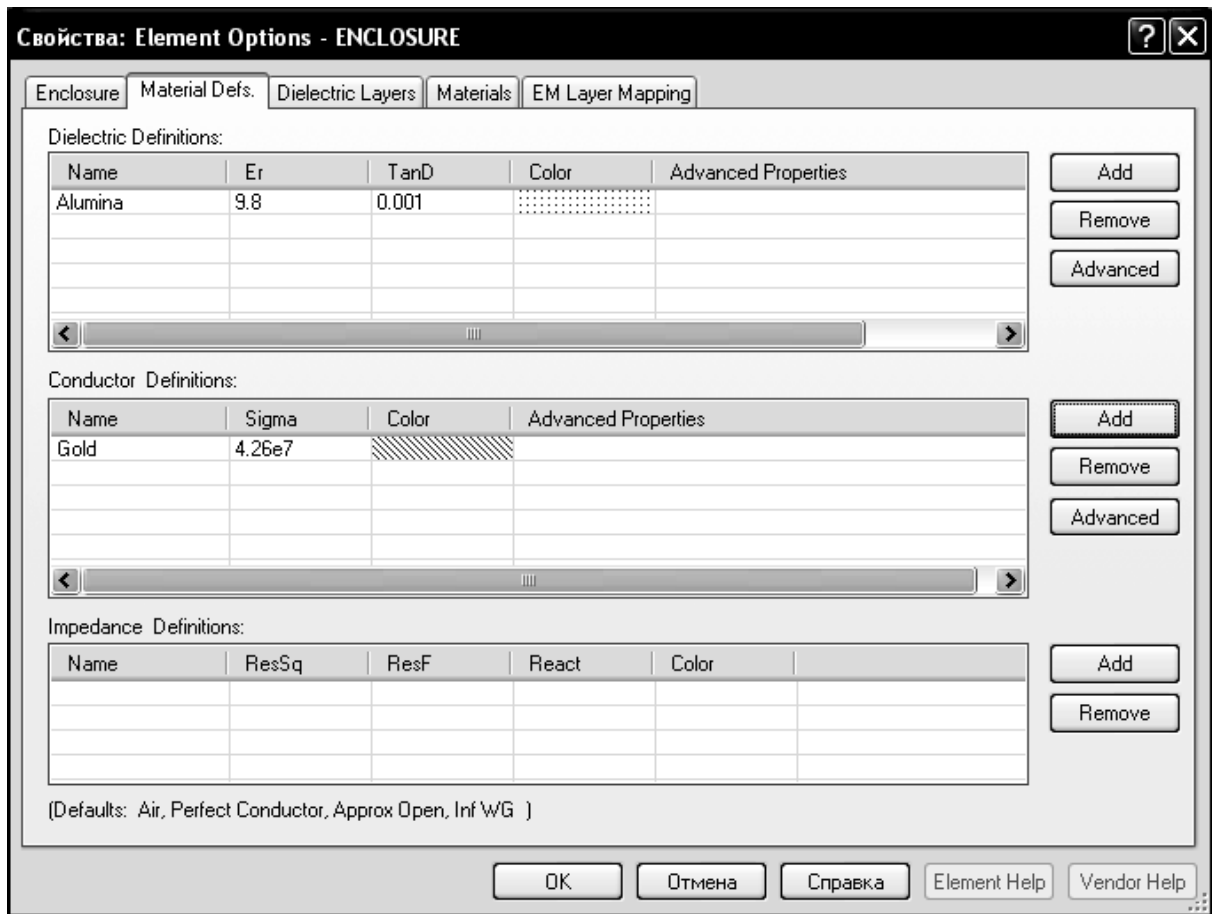 Свойства: Element Options - ENCLOSURE
Enclosure Material Defs. Dielectric Layers Materials EM Layer Mapping
Dielectric Definitions:
Name Er TanD Color Advanced Properties
Alumina 9.8 0.001
Add
Remove
Advanced
Conductor Definitions:
Name Sigma Color Advanced Properties
Gold 4.26e7
Add
Remove
Advanced
Impedance Definitions:
Name ResSq ResF React Color
Add
Remove
(Defaults: Air, Perfect Conductor, Approx Open, Inf WG )
OK Отмена Справка Element Help Vendor Help